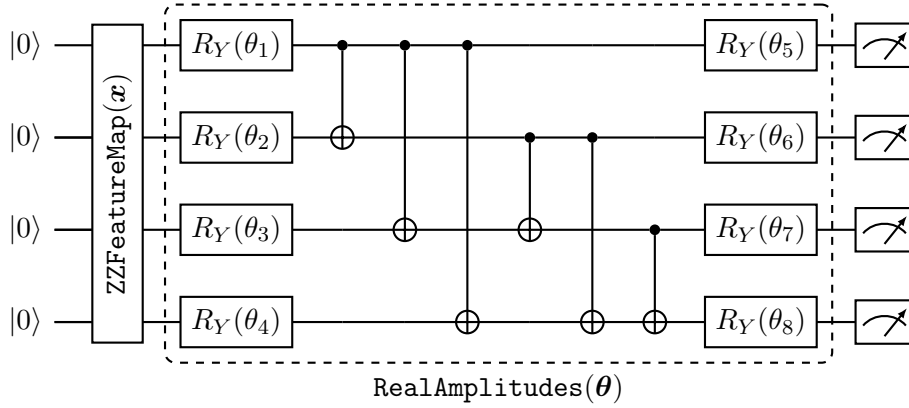 |0⟩ R_Y(θ_1) R_Y(θ_5)
|0⟩ R_Y(θ_2) R_Y(θ_6)
ZZFeatureMap(x)
|0⟩ R_Y(θ_3) R_Y(θ_7)
|0⟩ R_Y(θ_4) R_Y(θ_8)
RealAmplitudes(θ)